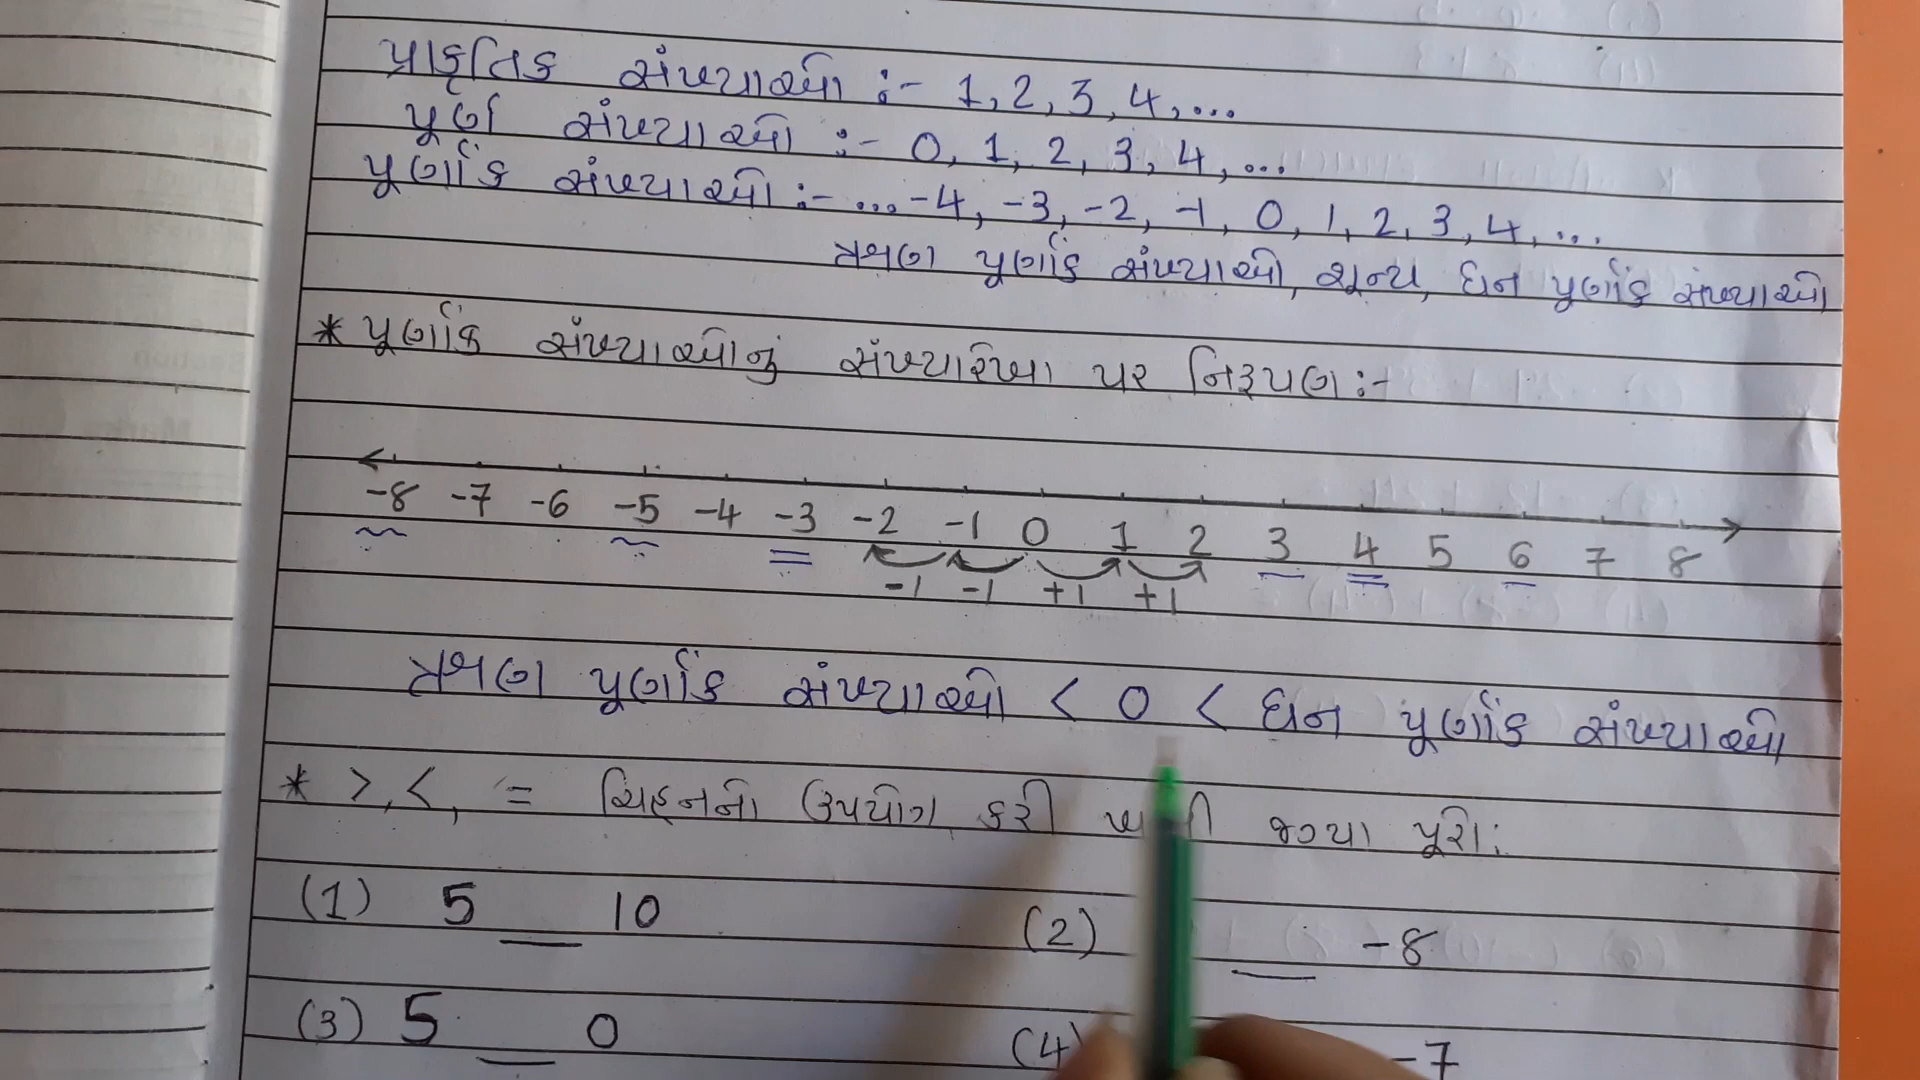 પ્રાકૃતિક સંખ્યાઓ :- 1, 2, 3, 4, ...
પૂર્ણ સંખ્યાઓ :- 0, 1, 2, 3, 4, ...
પૂર્ણાંક સંખ્યાઓ :- ... -4, -3, -2, -1, 0, 1, 2, 3, 4, ...
ઋણ પૂર્ણાંક સંખ્યાઓ, શૂન્ય, ધન પૂર્ણાંક સંખ્યાઓ
* પૂર્ણાંક સંખ્યાઓનું સંખ્યારેખા પર નિરૂપણ :-
-8 -7 -6 -5 -4 -3 -2 -1 0 1 2 3 4 5 6 7 8
-1 -1 +1 +1
ઋણ પૂર્ણાંક સંખ્યાઓ < 0 < ધન પૂર્ણાંક સંખ્યાઓ
* >, <, = ચિહ્નનો ઉપયોગ કરી જગ્યા પૂરો:
(1) 5 __ 10 (2) __ -8
(3) 5 __ 0 (4) -7